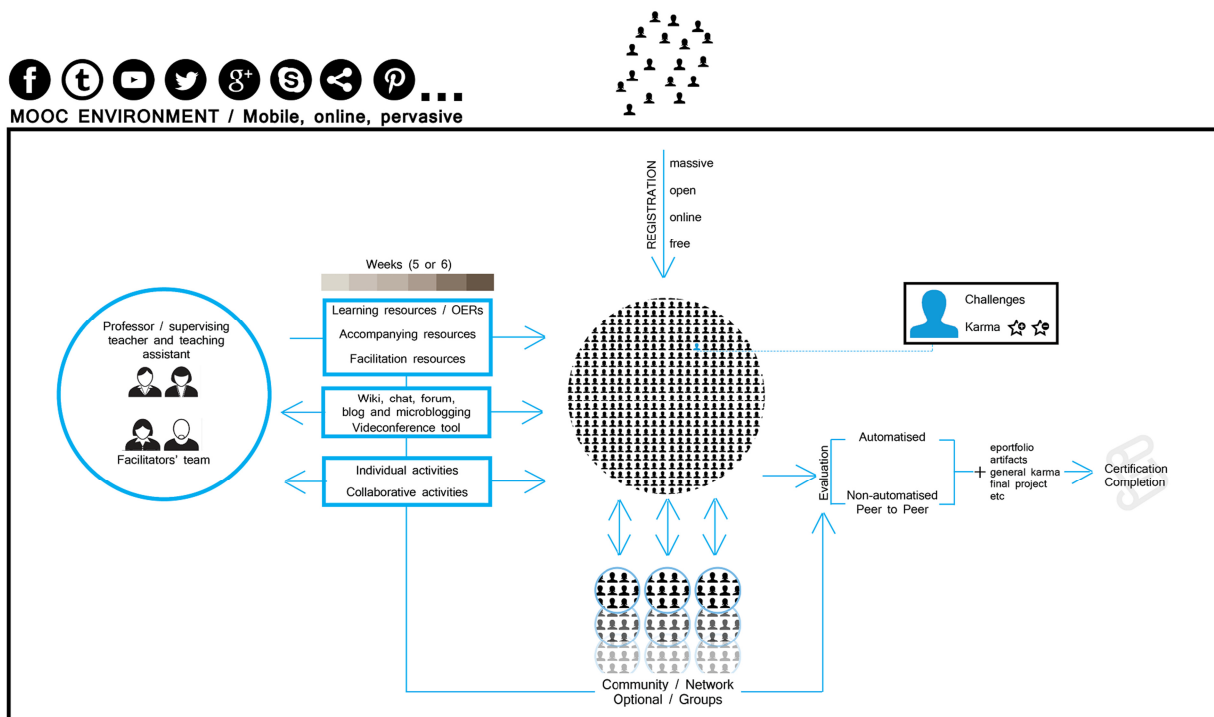 f t g+ S p ...
MOOC ENVIRONMENT / Mobile, online, pervasive
REGISTRATION
massive
open
online
free
Weeks (5 or 6)
Learning resources / OERs
Accompanying resources
Facilitation resources
Professor / supervising
teacher and teaching
assistant
Facilitators' team
Wiki, chat, forum,
blog and microblogging
Videconference tool
Individual activities
Collaborative activities
Challenges
Karma
Evaluation
Automatised
Non-automatised
Peer to Peer
+
eportfolio
artifacts
general karma
final project
etc
Certification
Completion
Community / Network
Optional / Groups